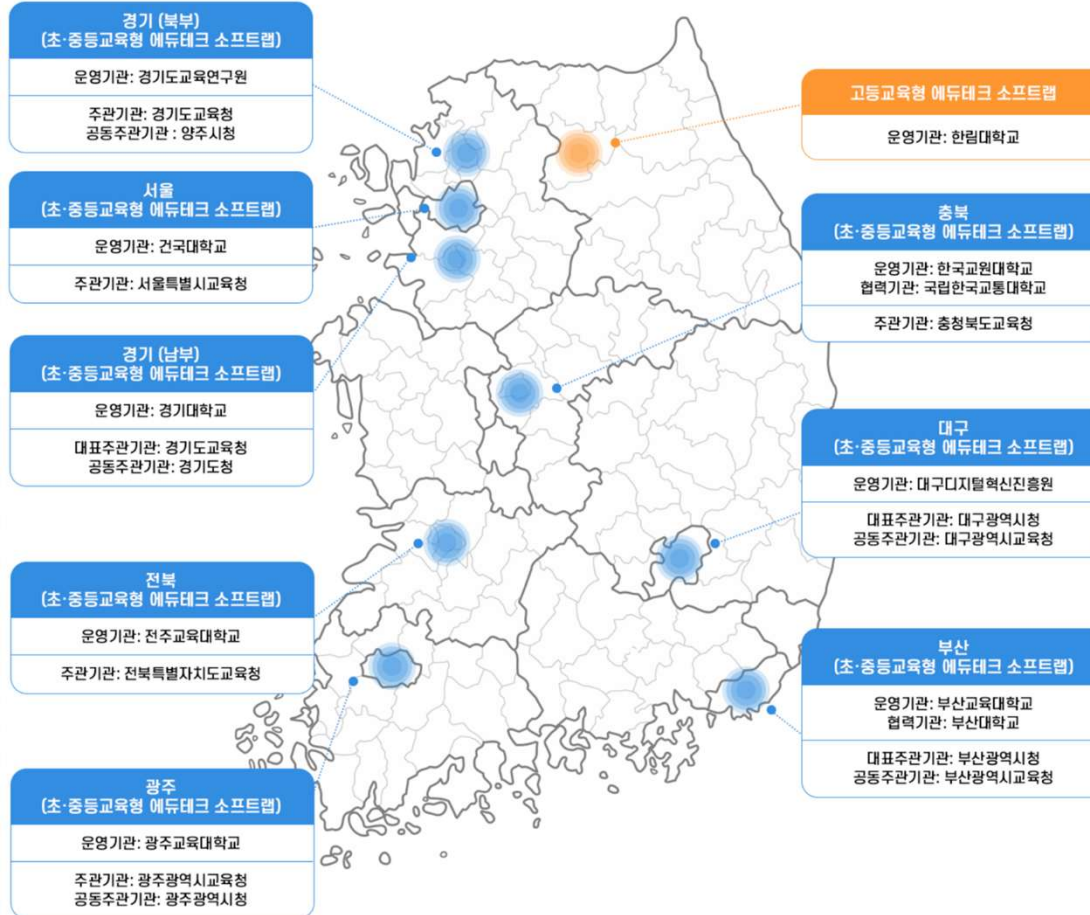 경기 (북부)
(초·중등교육형 에듀테크 소프트랩)
운영기관: 경기도교육연구원
주관기관: 경기도교육청
공동주관기관 : 양주시청
서울
(초·중등교육형 에듀테크 소프트랩)
운영기관: 건국대학교
주관기관: 서울특별시교육청
경기 (남부)
(초·중등교육형 에듀테크 소프트랩)
운영기관: 경기대학교
대표주관기관: 경기도교육청
공동주관기관: 경기도청
전북
(초·중등교육형 에듀테크 소프트랩)
운영기관: 전주교육대학교
주관기관: 전북특별자치도교육청
광주
(초·중등교육형 에듀테크 소프트랩)
운영기관: 광주교육대학교
주관기관: 광주광역시교육청
공동주관기관: 광주광역시청
고등교육형 에듀테크 소프트랩
운영기관: 한림대학교
충북
(초·중등교육형 에듀테크 소프트랩)
운영기관: 한국교원대학교
협력기관: 국립한국교통대학교
주관기관: 충청북도교육청
대구
(초·중등교육형 에듀테크 소프트랩)
운영기관: 대구디지털혁신진흥원
대표주관기관: 대구광역시청
공동주관기관: 대구광역시교육청
부산
(초·중등교육형 에듀테크 소프트랩)
운영기관: 부산교육대학교
협력기관: 부산대학교
대표주관기관: 부산광역시청
공동주관기관: 부산광역시교육청